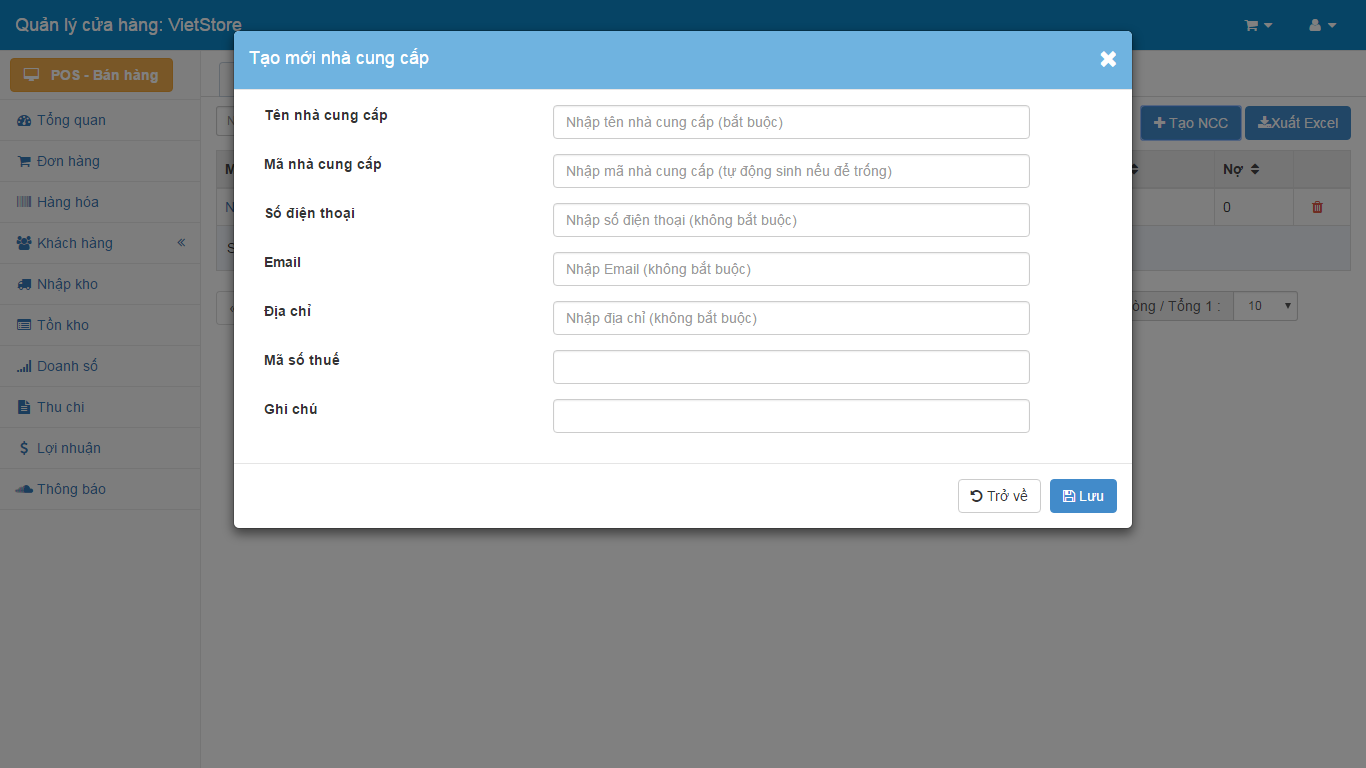 Quản lý cửa hàng: VietStore
Tạo mới nhà cung cấp
POS - Bán hàng
Tổng quan
Đơn hàng
Hàng hóa
Khách hàng
Nhập kho
Tồn kho
Doanh số
Thu chi
Lợi nhuận
Thông báo
Tên nhà cung cấp
Nhập tên nhà cung cấp (bắt buộc)
Mã nhà cung cấp
Nhập mã nhà cung cấp (tự động sinh nếu để trống)
Số điện thoại
Nhập số điện thoại (không bắt buộc)
Email
Nhập Email (không bắt buộc)
Địa chỉ
Nhập địa chỉ (không bắt buộc)
Mã số thuế
Ghi chú
Trở về
Lưu
Tạo NCC
Xuất Excel
Nợ
0
/ Tổng 1 :
10